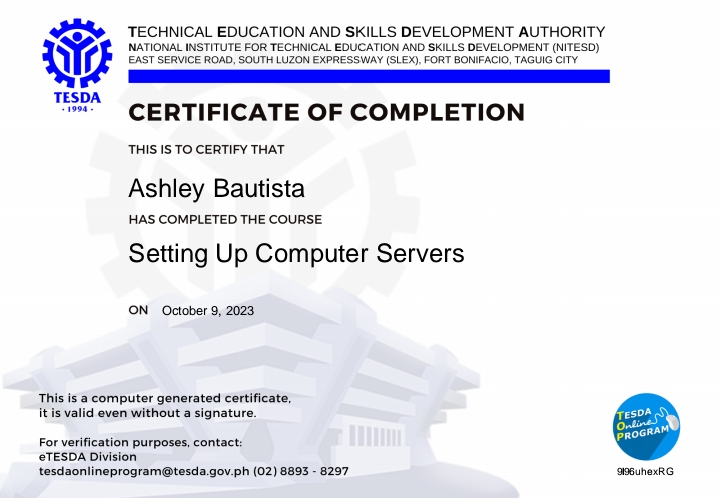 TECHNICAL EDUCATION AND SKILLS DEVELOPMENT AUTHORITY
NATIONAL INSTITUTE FOR TECHNICAL EDUCATION AND SKILLS DEVELOPMENT (NITESD)
EAST SERVICE ROAD, SOUTH LUZON EXPRESSWAY (SLEX), FORT BONIFACIO, TAGUIG CITY
TESDA
· 1994 ·
CERTIFICATE OF COMPLETION
THIS IS TO CERTIFY THAT
Ashley Bautista
HAS COMPLETED THE COURSE
Setting Up Computer Servers
ON October 9, 2023
This is a computer generated certificate,
it is valid even without a signature.
For verification purposes, contact:
eTESDA Division
tesdaonlineprogram@tesda.gov.ph (02) 8893 - 8297
TESDA
Online
PROGRAM